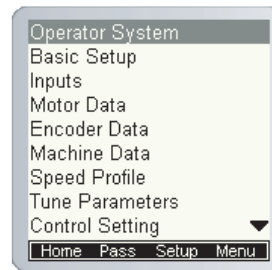 Operator System
Basic Setup
Inputs
Motor Data
Encoder Data
Machine Data
Speed Profile
Tune Parameters
Control Setting
Home Pass Setup Menu